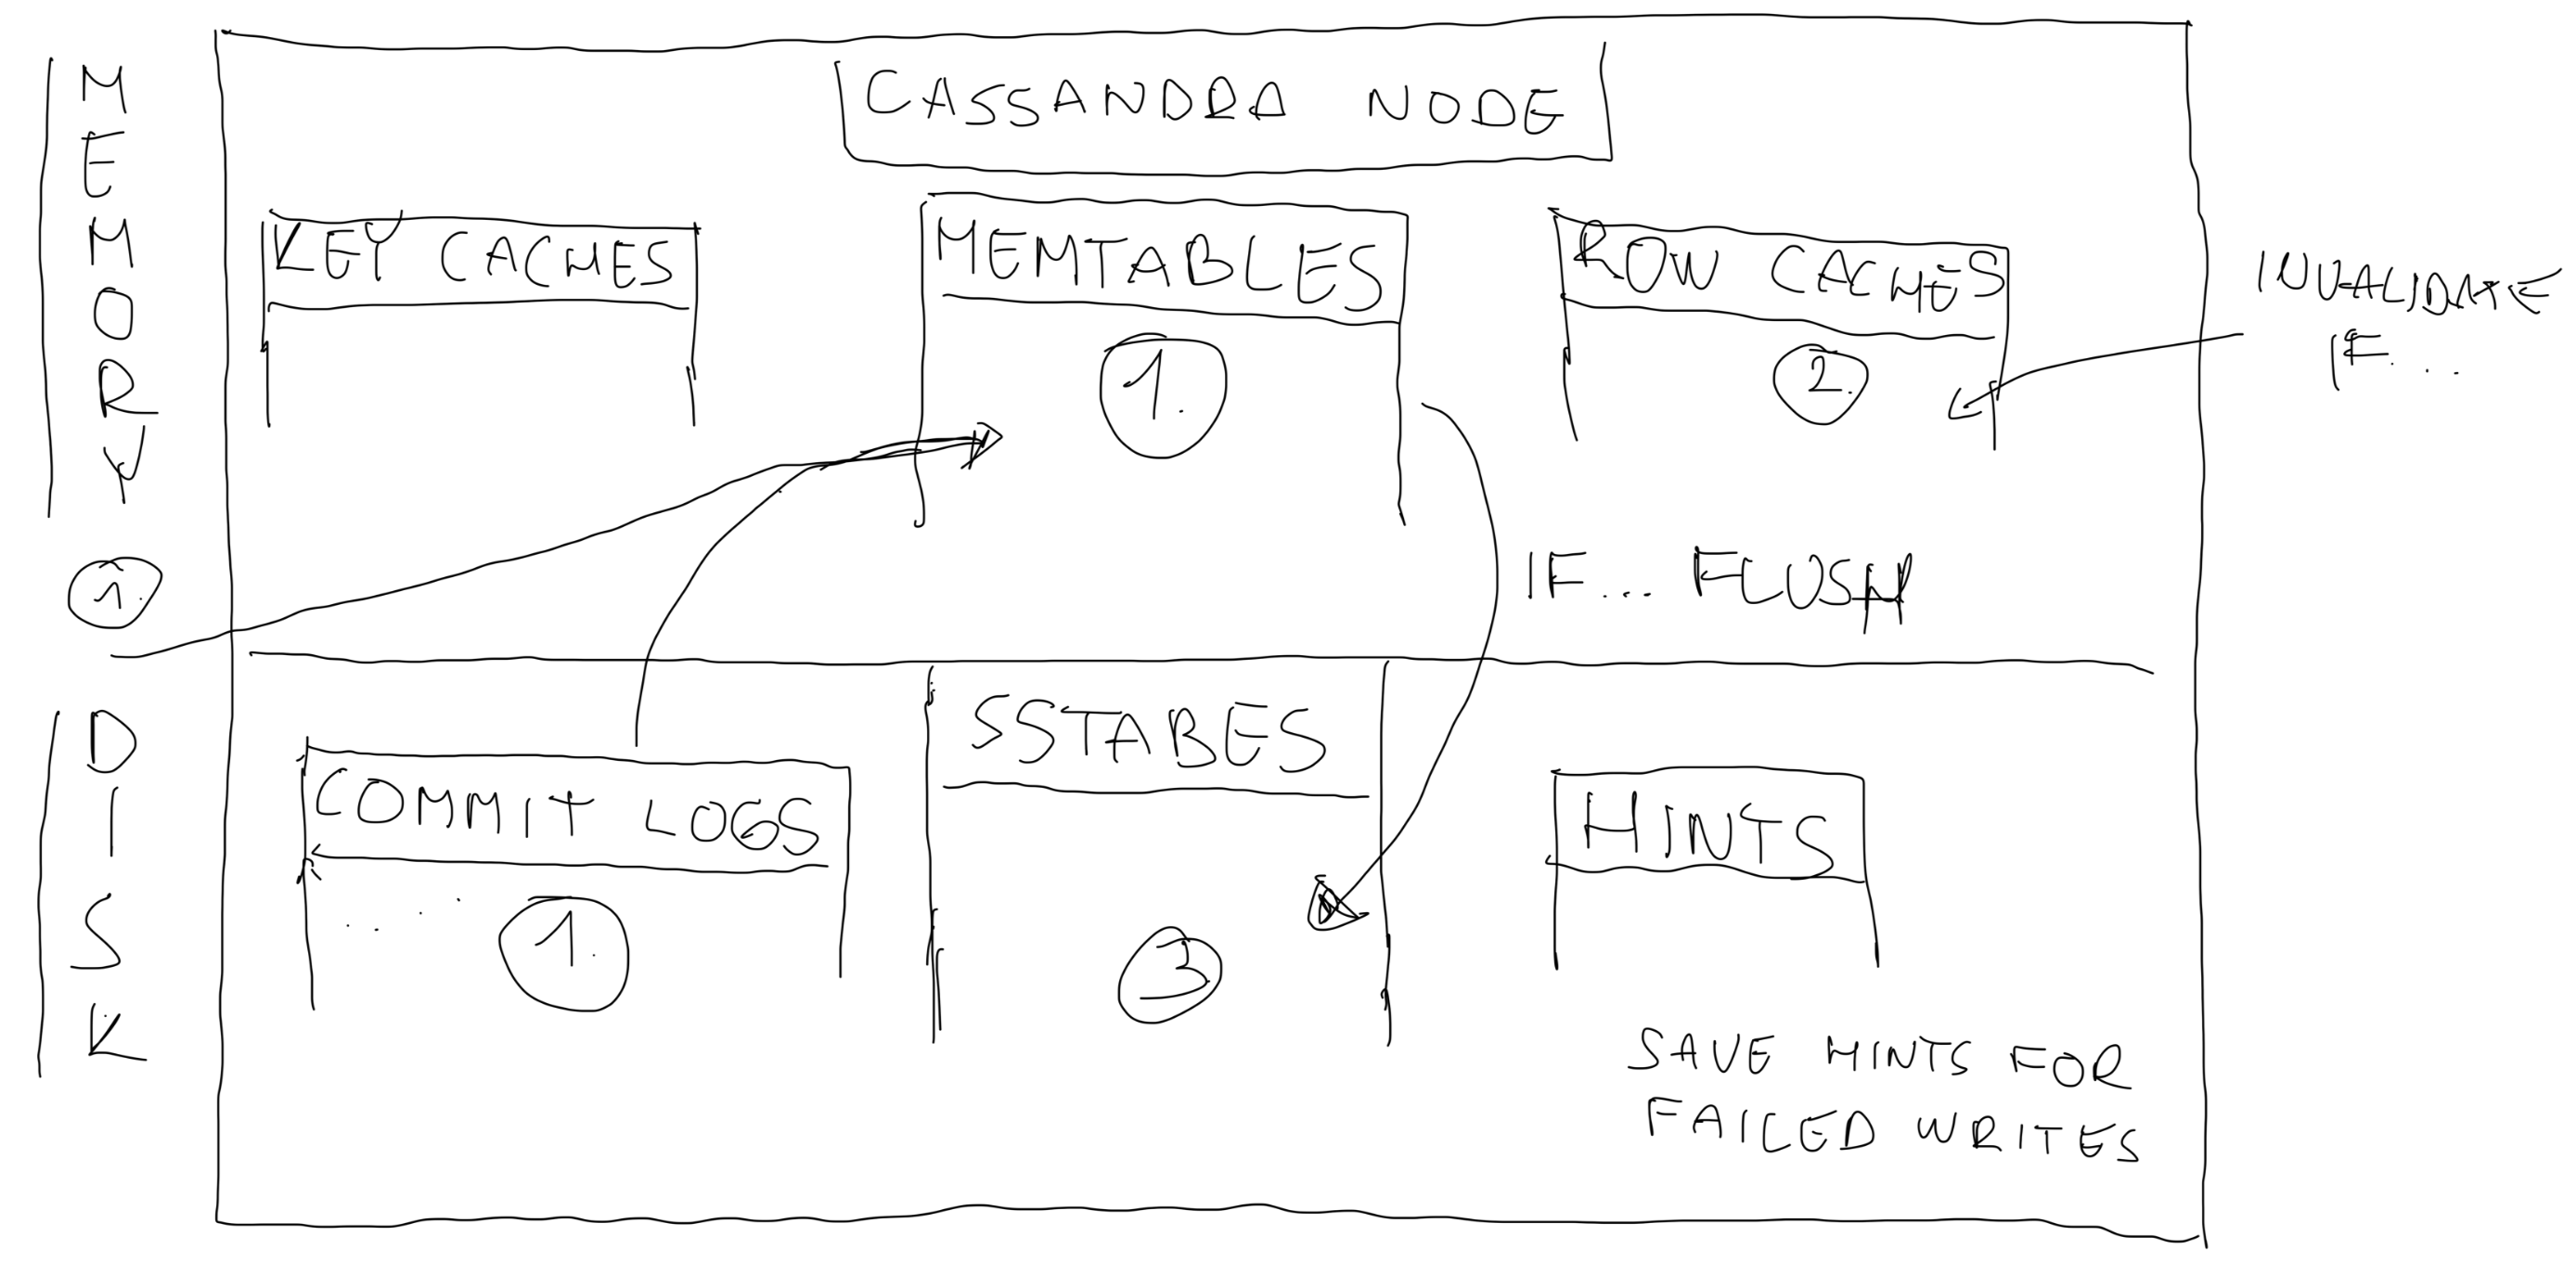 CASSANDRA NODE
MEMORY
KEY CACHES
MEMTABLES
ROW CACHES
1.
2.
INVALIDATE
IF...
1.
IF... FLUSH
DISK
COMMIT LOGS
1.
SSTABES
3
HINTS
SAVE HINTS FOR
FAILED WRITES